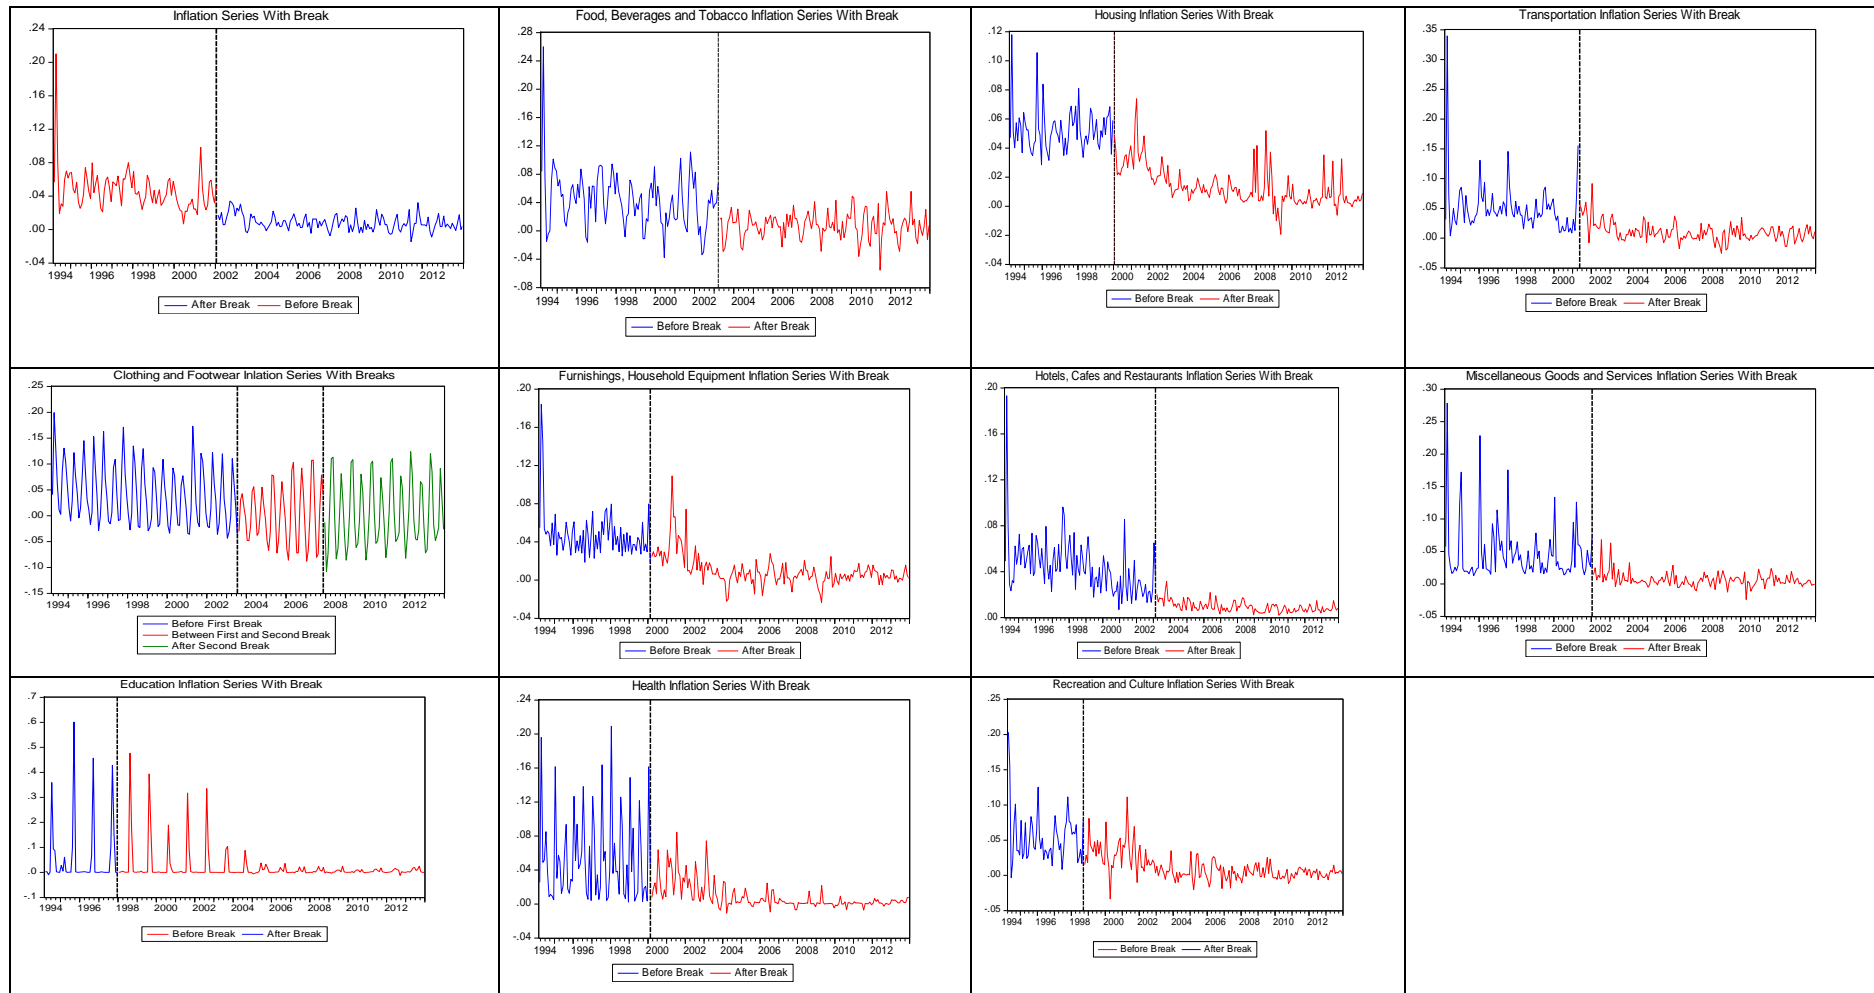 Inflation Series With Break
.24
.20
.16
.12
.08
.04
.00
-.04
1994 1996 1998 2000 2002 2004 2006 2008 2010 2012
After Break Before Break
Food, Beverages and Tobacco Inflation Series With Break
.28
.24
.20
.16
.12
.08
.04
.00
-.04
-.08
1994 1996 1998 2000 2002 2004 2006 2008 2010 2012
Before Break After Break
Housing Inflation Series With Break
.12
.10
.08
.06
.04
.02
.00
-.02
-.04
1994 1996 1998 2000 2002 2004 2006 2008 2010 2012
Before Break After Break
Transportation Inflation Series With Break
.35
.30
.25
.20
.15
.10
.05
.00
-.05
1994 1996 1998 2000 2002 2004 2006 2008 2010 2012
Before Break After Break
Clothing and Footwear Inlation Series With Breaks
.25
.20
.15
.10
.05
.00
-.05
-.10
-.15
1994 1996 1998 2000 2002 2004 2006 2008 2010 2012
Before First Break
Between First and Second Break
After Second Break
Furnishings, Household Equipment Inflation Series With Break
.20
.16
.12
.08
.04
.00
-.04
1994 1996 1998 2000 2002 2004 2006 2008 2010 2012
Before Break After Break
Hotels, Cafes and Restaurants Inflation Series With Break
.20
.16
.12
.08
.04
.00
1994 1996 1998 2000 2002 2004 2006 2008 2010 2012
Before Break After Break
Miscellaneous Goods and Services Inflation Series With Break
.30
.25
.20
.15
.10
.05
.00
-.05
1994 1996 1998 2000 2002 2004 2006 2008 2010 2012
Before Break After Break
Education Inflation Series With Break
.7
.6
.5
.4
.3
.2
.1
.0
-.1
1994 1996 1998 2000 2002 2004 2006 2008 2010 2012
Before Break After Break
Health Inflation Series With Break
.24
.20
.16
.12
.08
.04
.00
-.04
1994 1996 1998 2000 2002 2004 2006 2008 2010 2012
Before Break After Break
Recreation and Culture Inflation Series With Break
.25
.20
.15
.10
.05
.00
-.05
1994 1996 1998 2000 2002 2004 2006 2008 2010 2012
Before Break After Break